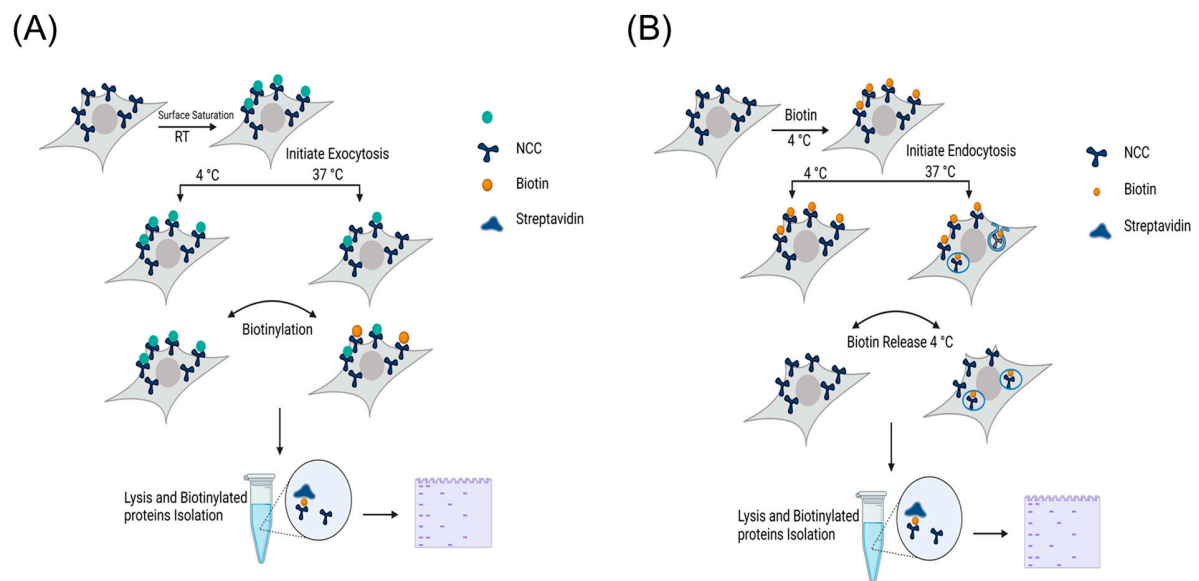 (A)
Surface Saturation
RT
Initiate Exocytosis
4 °C
37 °C
NCC
Biotin
Streptavidin
Biotinylation
Lysis and Biotinylated
proteins Isolation
(B)
Biotin
4 °C
Initiate Endocytosis
4 °C
37 °C
NCC
Biotin
Streptavidin
Biotin Release 4 °C
Lysis and Biotinylated
proteins Isolation